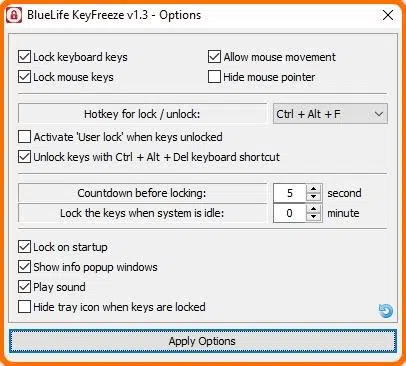 BlueLife KeyFreeze v1.3 - Options
Lock keyboard keys
Allow mouse movement
Lock mouse keys
Hide mouse pointer
Hotkey for lock / unlock:
Ctrl + Alt + F
Activate 'User lock' when keys unlocked
Unlock keys with Ctrl + Alt + Del keyboard shortcut
Countdown before locking:
5
second
Lock the keys when system is idle:
0
minute
Lock on startup
Show info popup windows
Play sound
Hide tray icon when keys are locked
Apply Options